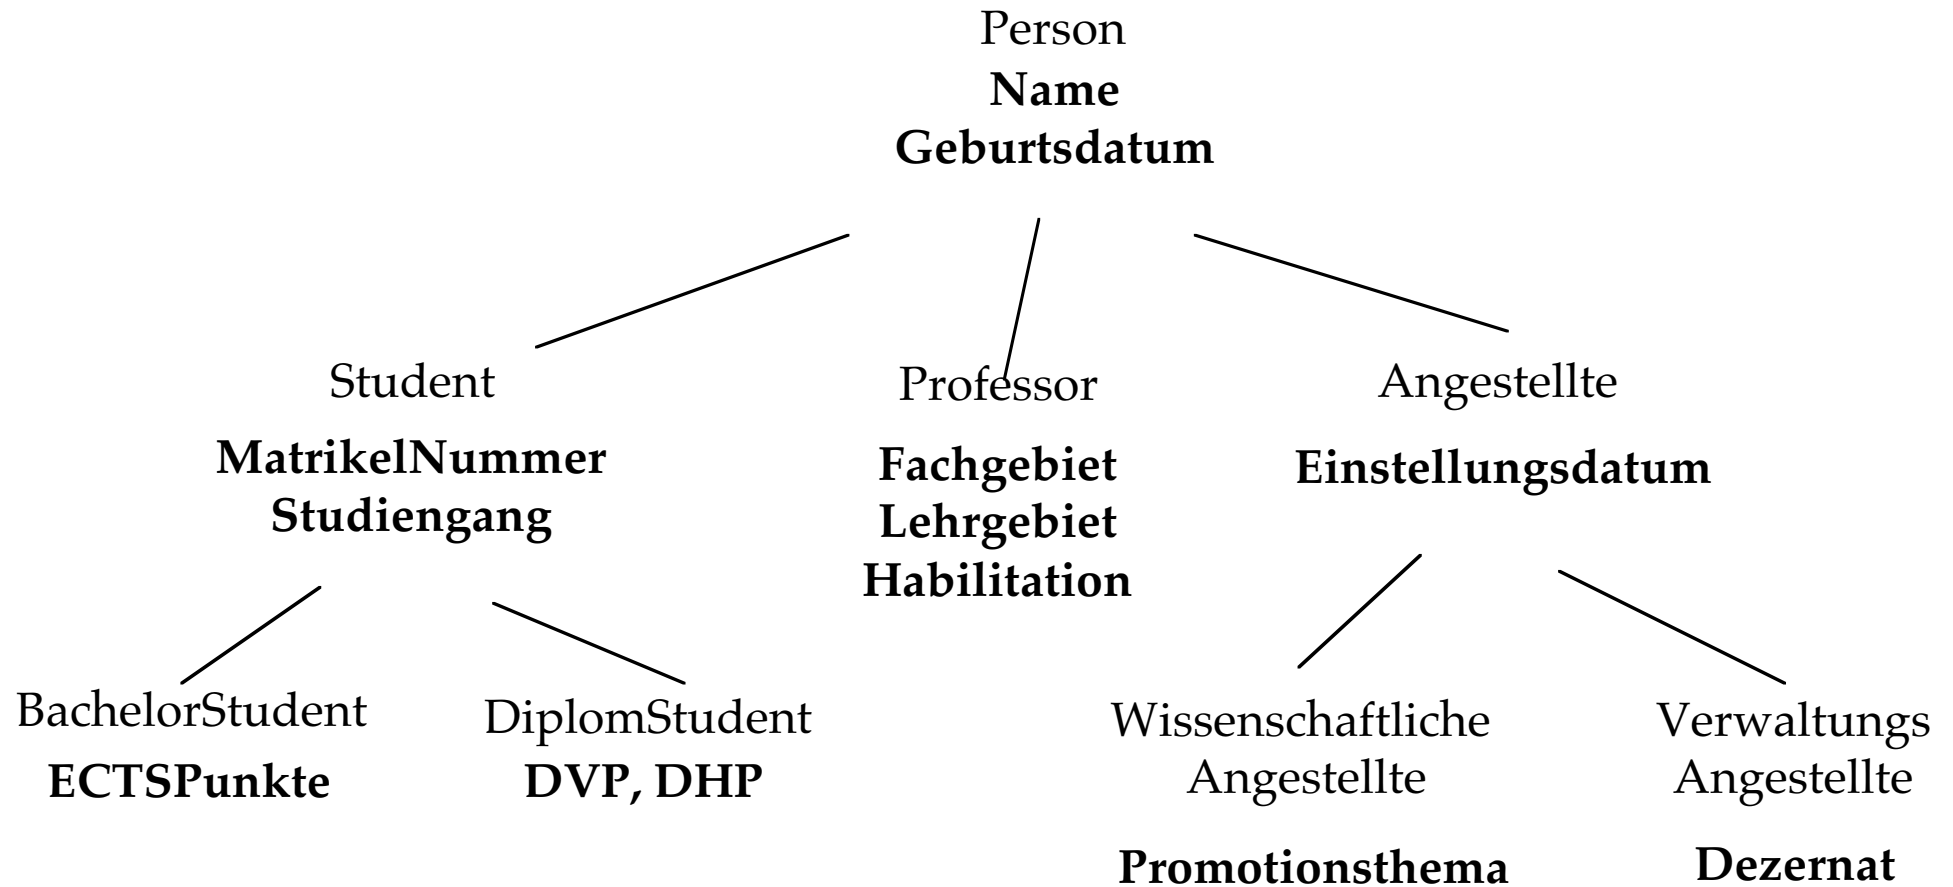 Person
Name
Geburtsdatum
Student
MatrikelNummer
Studiengang
Professor
Fachgebiet
Lehrgebiet
Habilitation
Angestellte
Einstellungsdatum
BachelorStudent
ECTSPunkte
DiplomStudent
DVP, DHP
Wissenschaftliche
Angestellte
Promotionsthema
Verwaltungs
Angestellte
Dezernat